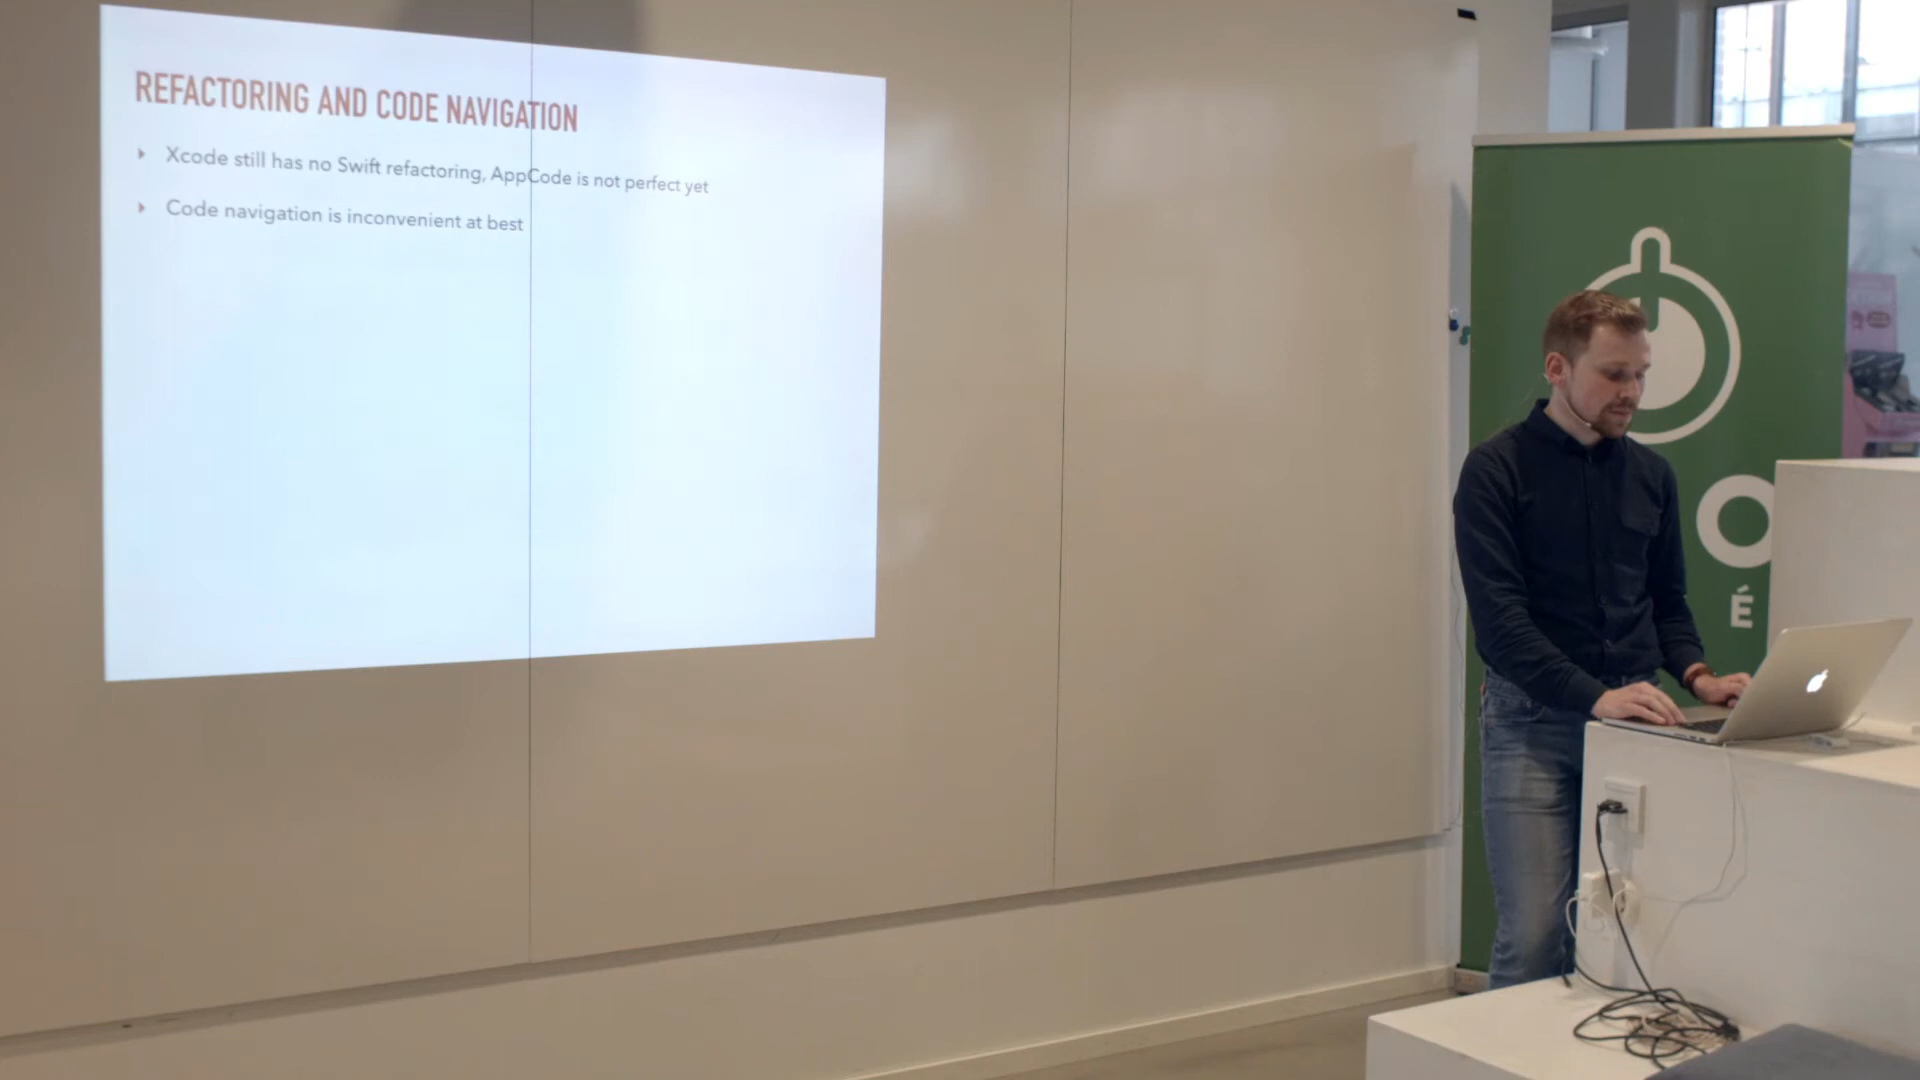 REFACTORING AND CODE NAVIGATION
Xcode still has no Swift refactoring, AppCode is not perfect yet
Code navigation is inconvenient at best
O
É